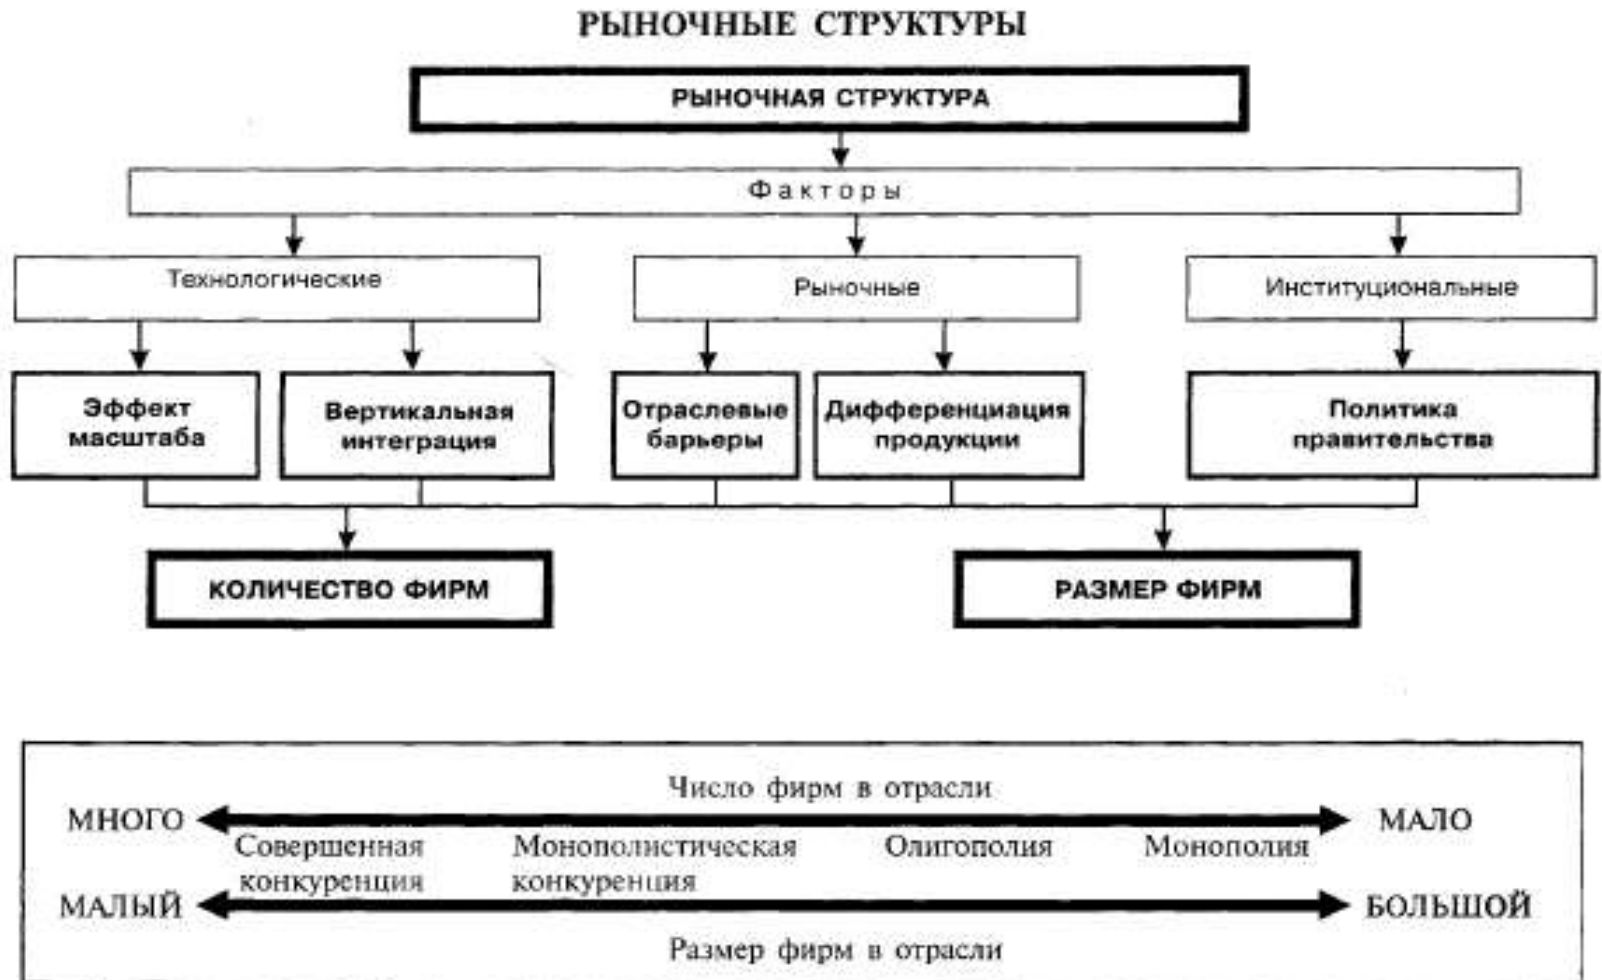 РЫНОЧНЫЕ СТРУКТУРЫ
РЫНОЧНАЯ СТРУКТУРА
Факторы
Технологические
Рыночные
Институциональные
Эффект
масштаба
Вертикальная
интеграция
Отраслевые
барьеры
Дифференциация
продукции
Политика
правительства
КОЛИЧЕСТВО ФИРМ
РАЗМЕР ФИРМ
Число фирм в отрасли
МНОГО
МАЛО
Совершенная
конкуренция
Монополистическая
конкуренция
Олигополия
Монополия
МАЛЫЙ
БОЛЬШОЙ
Размер фирм в отрасли